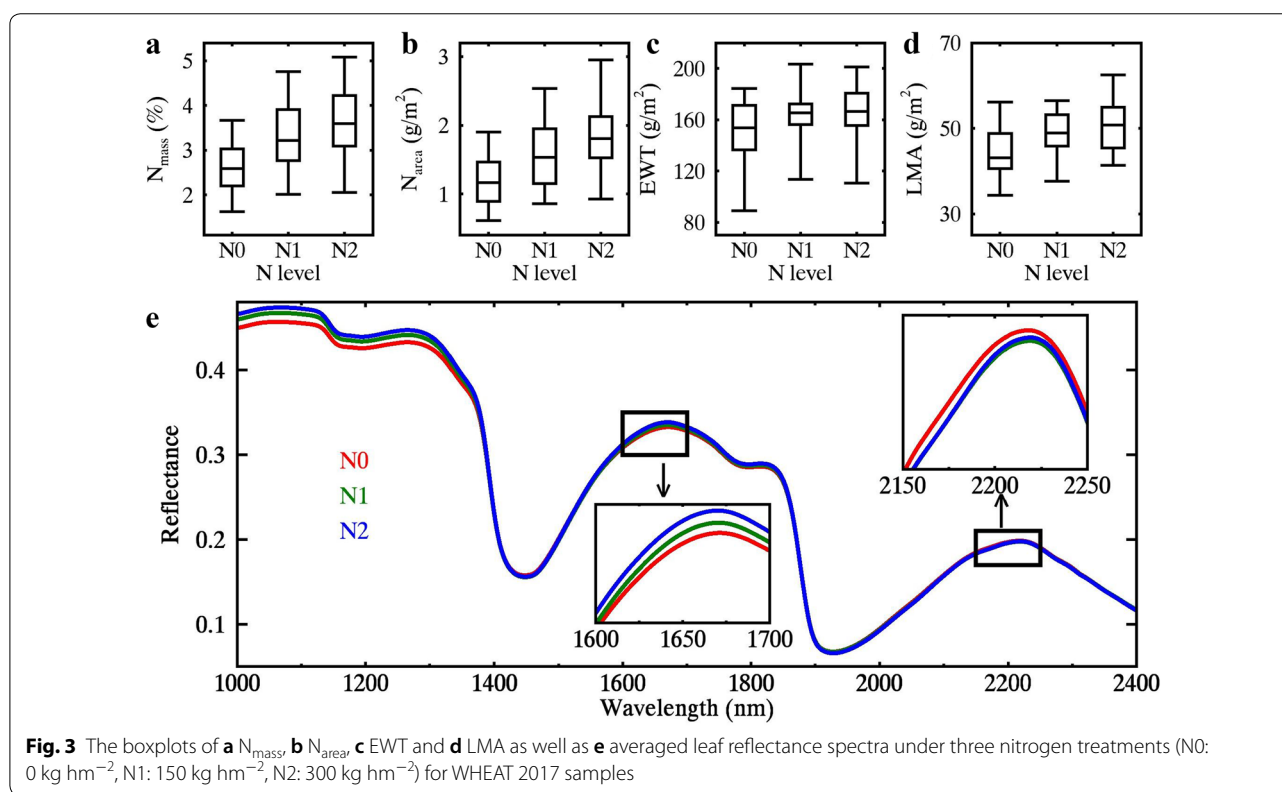 a
b
c
d
5
4
3
2
N_mass (%)
N0 N1 N2
N level
3
2
1
N_area (g/m²)
N0 N1 N2
N level
200
160
120
80
EWT (g/m²)
N0 N1 N2
N level
70
50
30
LMA (g/m²)
N0 N1 N2
N level
e
0.4
0.3
0.2
0.1
Reflectance
N0
N1
N2
1600 1650 1700
2150 2200 2250
1000 1200 1400 1600 1800 2000 2200 2400
Wavelength (nm)
Fig. 3 The boxplots of a N_mass, b N_area, c EWT and d LMA as well as e averaged leaf reflectance spectra under three nitrogen treatments (N0:
0 kg hm⁻², N1: 150 kg hm⁻², N2: 300 kg hm⁻²) for WHEAT 2017 samples